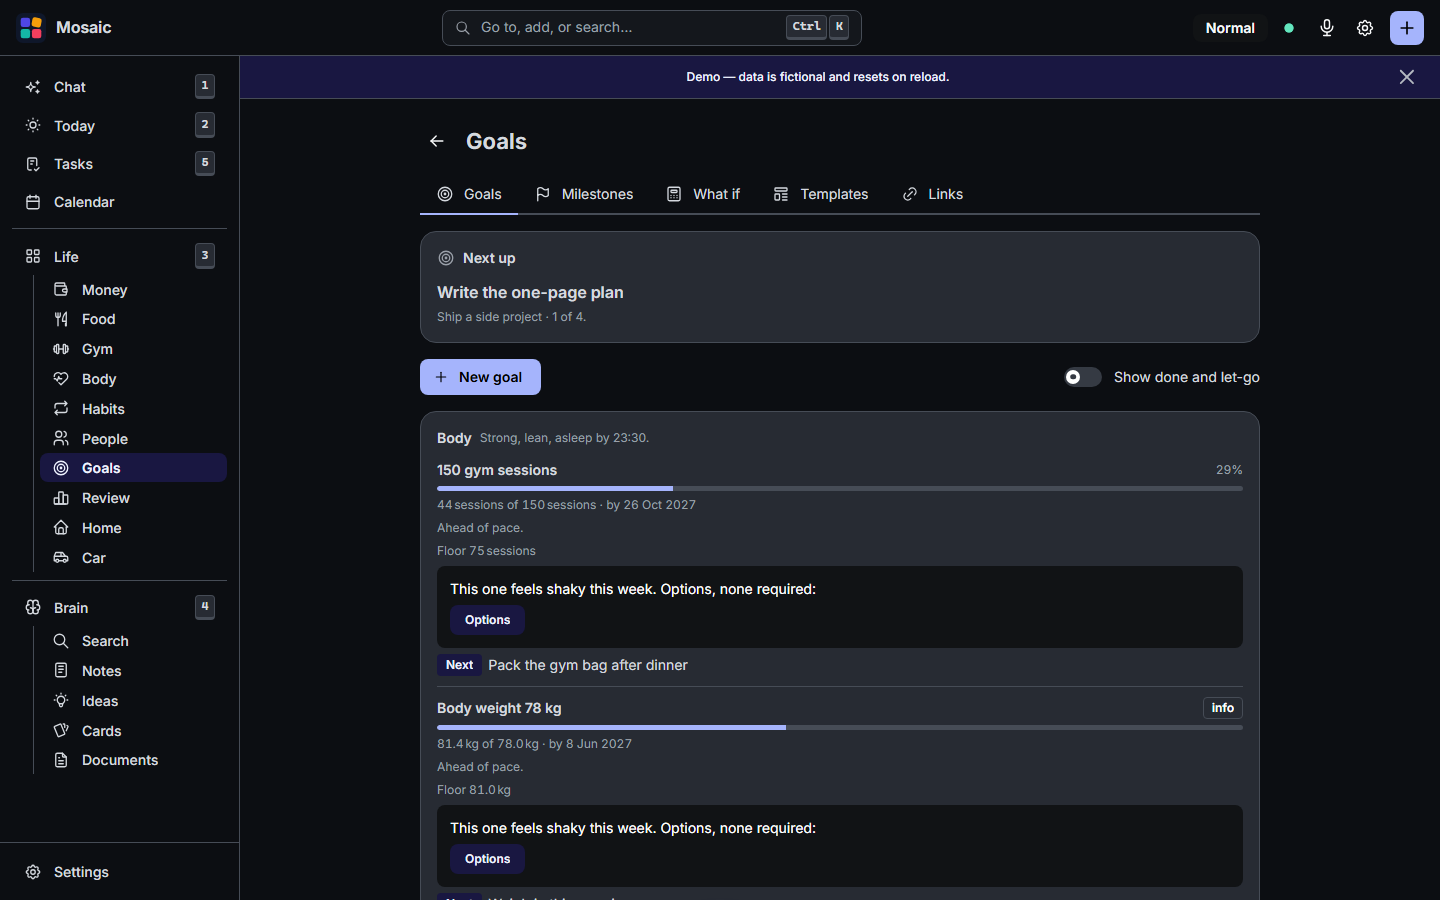 Mosaic
Go to, add, or search...
Ctrl K
Normal
Chat 1
Today 2
Tasks 5
Calendar
Life 3
Money
Food
Gym
Body
Habits
People
Goals
Review
Home
Car
Brain 4
Search
Notes
Ideas
Cards
Documents
Settings
Demo — data is fictional and resets on reload.
Goals
Goals Milestones What if Templates Links
Next up
Write the one-page plan
Ship a side project · 1 of 4.
New goal
Show done and let-go
Body Strong, lean, asleep by 23:30.
150 gym sessions 29%
44 sessions of 150 sessions · by 26 Oct 2027
Ahead of pace.
Floor 75 sessions
This one feels shaky this week. Options, none required:
Options
Next Pack the gym bag after dinner
Body weight 78 kg info
81.4 kg of 78.0 kg · by 8 Jun 2027
Ahead of pace.
Floor 81.0 kg
This one feels shaky this week. Options, none required:
Options